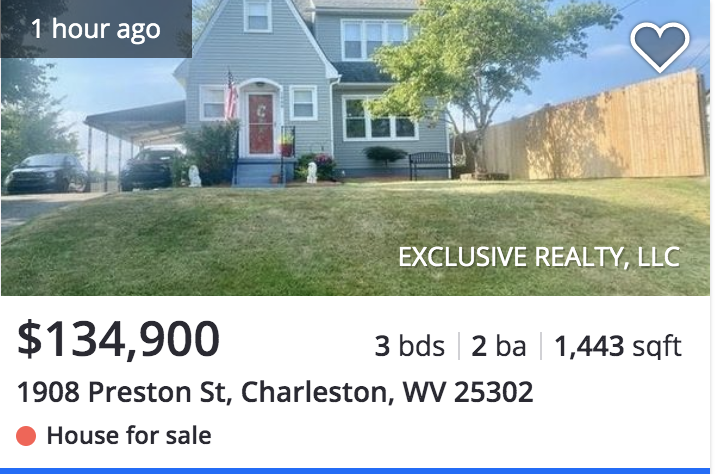 1 hour ago
EXCLUSIVE REALTY, LLC
$134,900
3 bds | 2 ba | 1,443 sqft
1908 Preston St, Charleston, WV 25302
House for sale